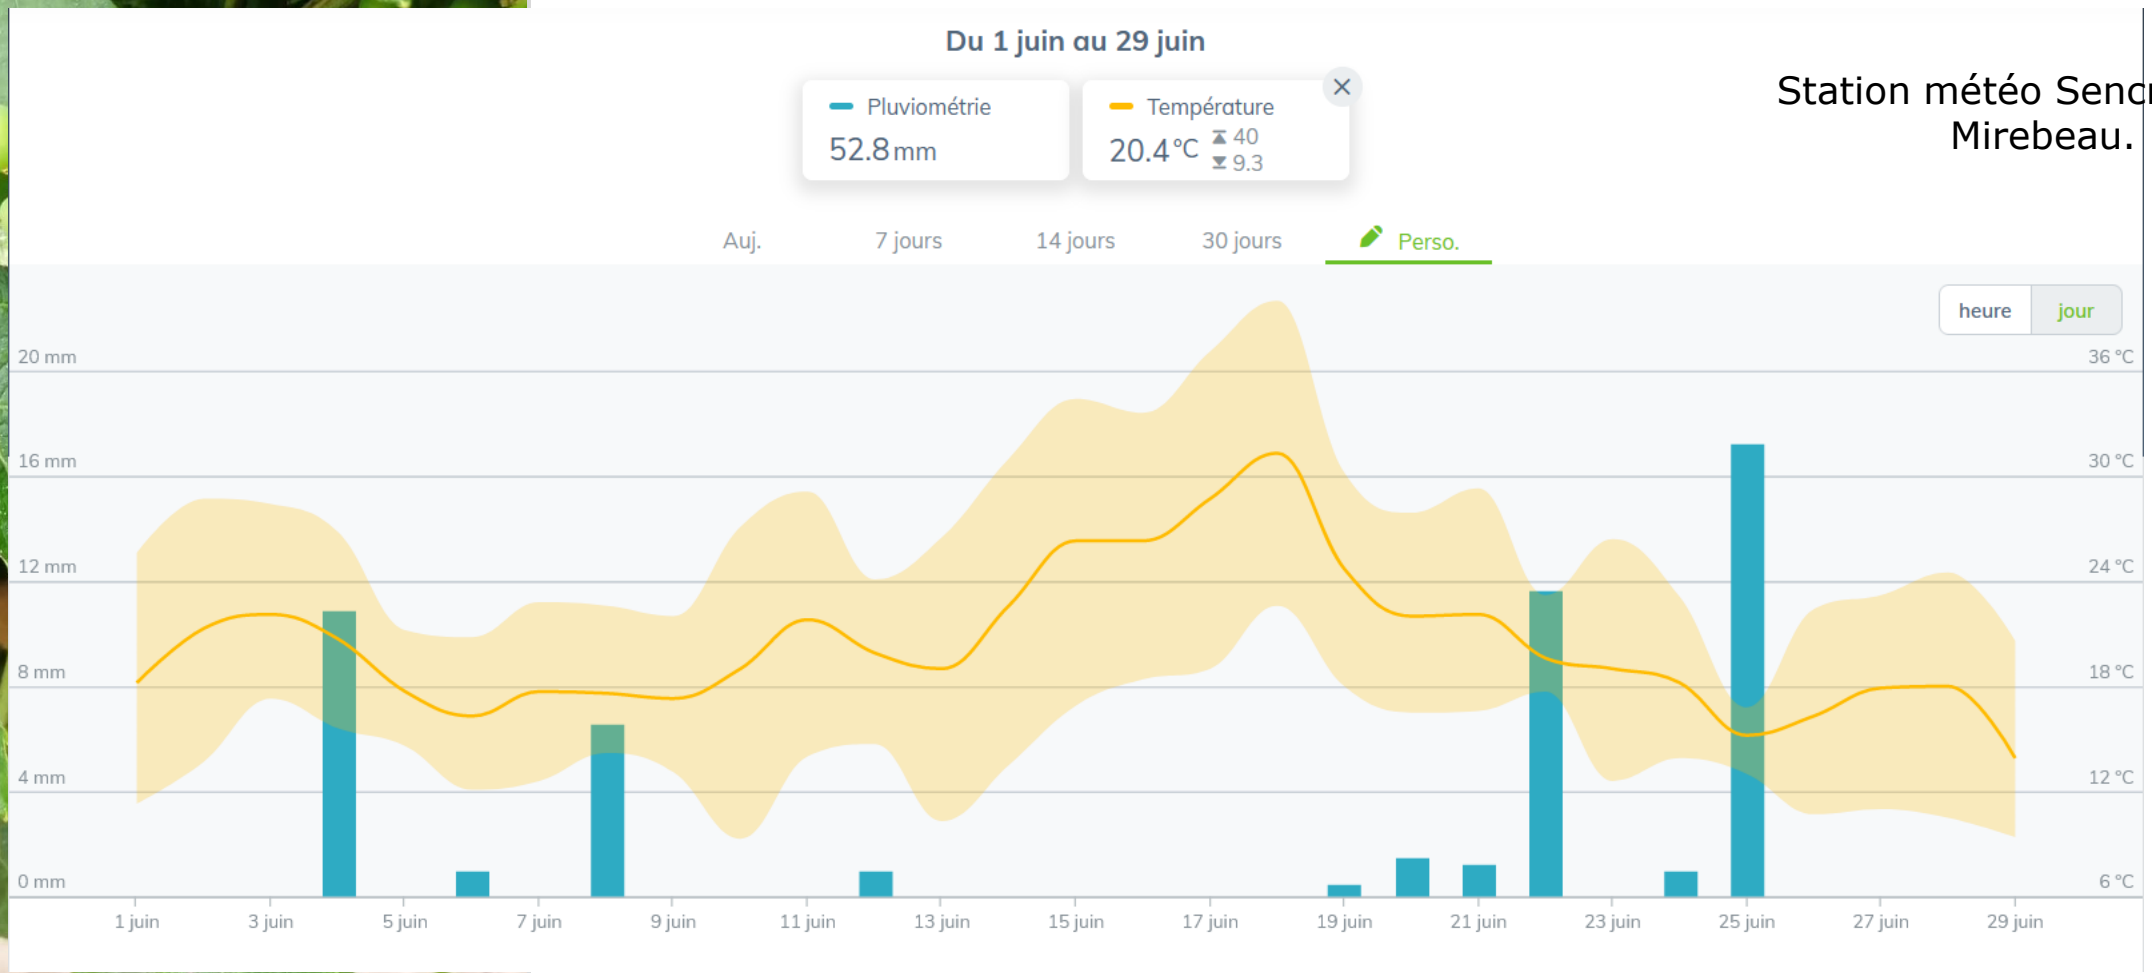 Du 1 juin au 29 juin
Station météo
Mirebeau.
Pluviométrie
52.8 mm
Température
20.4 °C
40
9.3
Auj.
7 jours
14 jours
30 jours
Perso.
heure
jour
20 mm
36 °C
16 mm
30 °C
12 mm
24 °C
8 mm
18 °C
4 mm
12 °C
0 mm
6 °C
1 juin
3 juin
5 juin
7 juin
9 juin
11 juin
13 juin
15 juin
17 juin
19 juin
21 juin
23 juin
25 juin
27 juin
29 juin